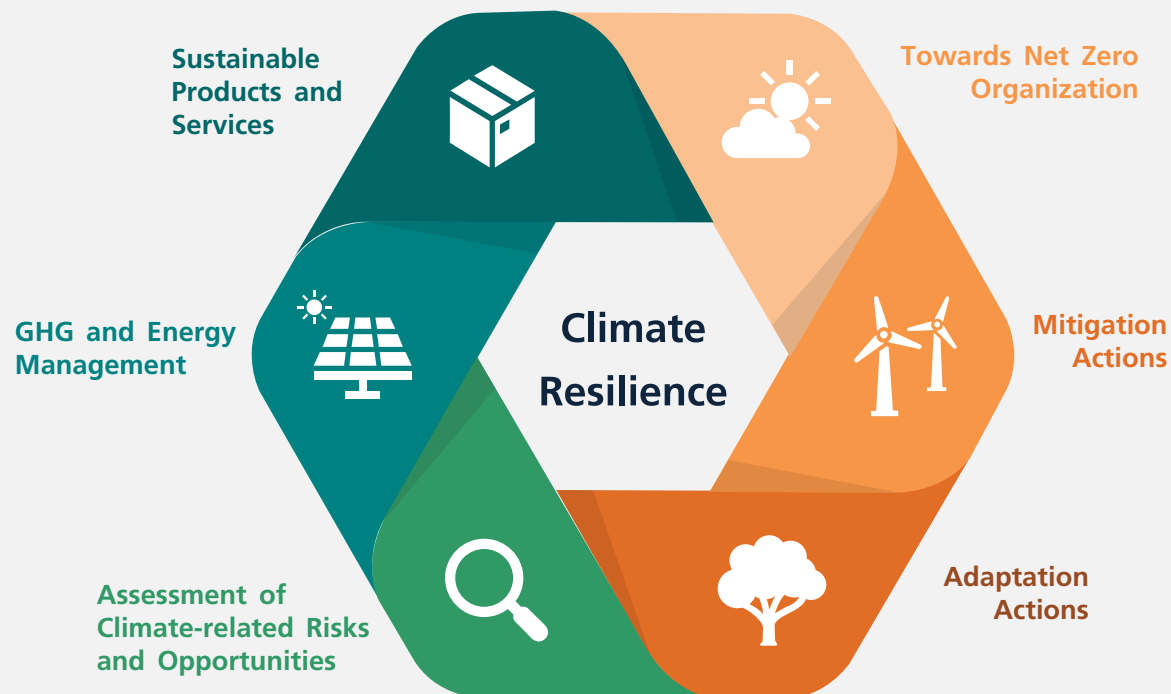 Sustainable
Products and
Services
Towards Net Zero
Organization
GHG and Energy
Management
Climate
Resilience
Mitigation
Actions
Assessment of
Climate-related Risks
and Opportunities
Adaptation
Actions